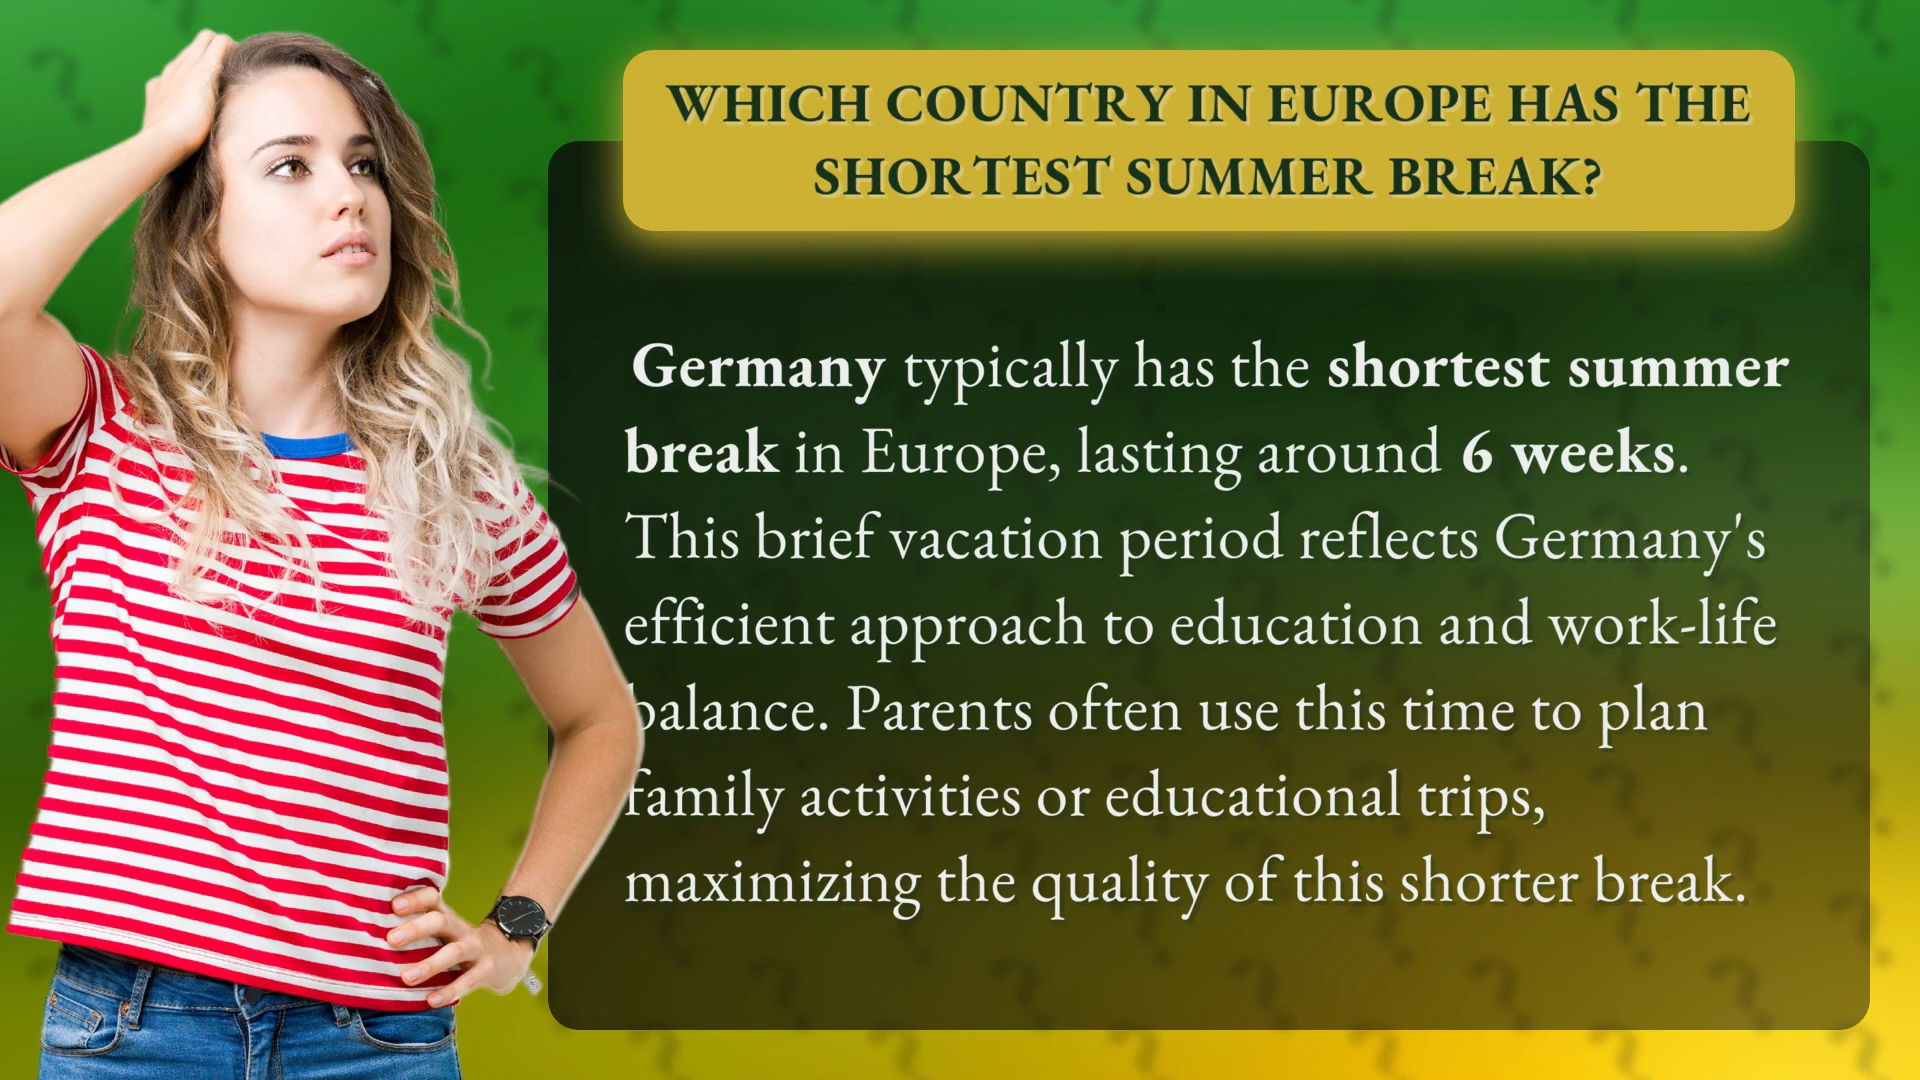 WHICH COUNTRY IN EUROPE HAS THE
SHORTEST SUMMER BREAK?
Germany typically has the shortest summer
break in Europe, lasting around 6 weeks.
This brief vacation period reflects Germany's
efficient approach to education and work-life
balance. Parents often use this time to plan
family activities or educational trips,
maximizing the quality of this shorter break.